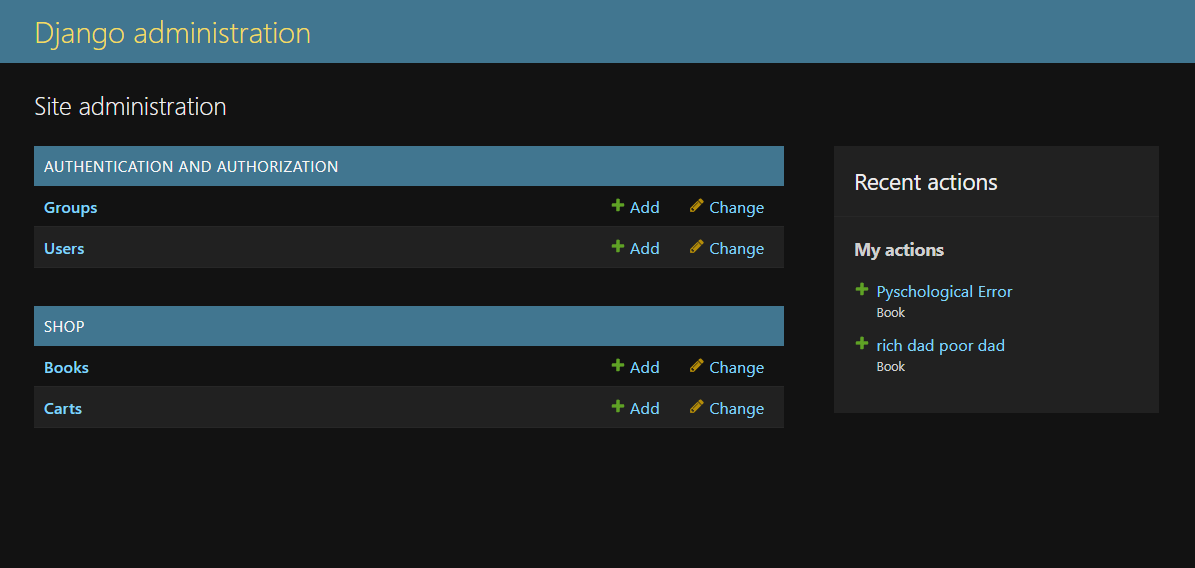 Django administration
Site administration
AUTHENTICATION AND AUTHORIZATION
Groups Add Change
Users Add Change
SHOP
Books Add Change
Carts Add Change
Recent actions
My actions
Pyschological Error
Book
rich dad poor dad
Book